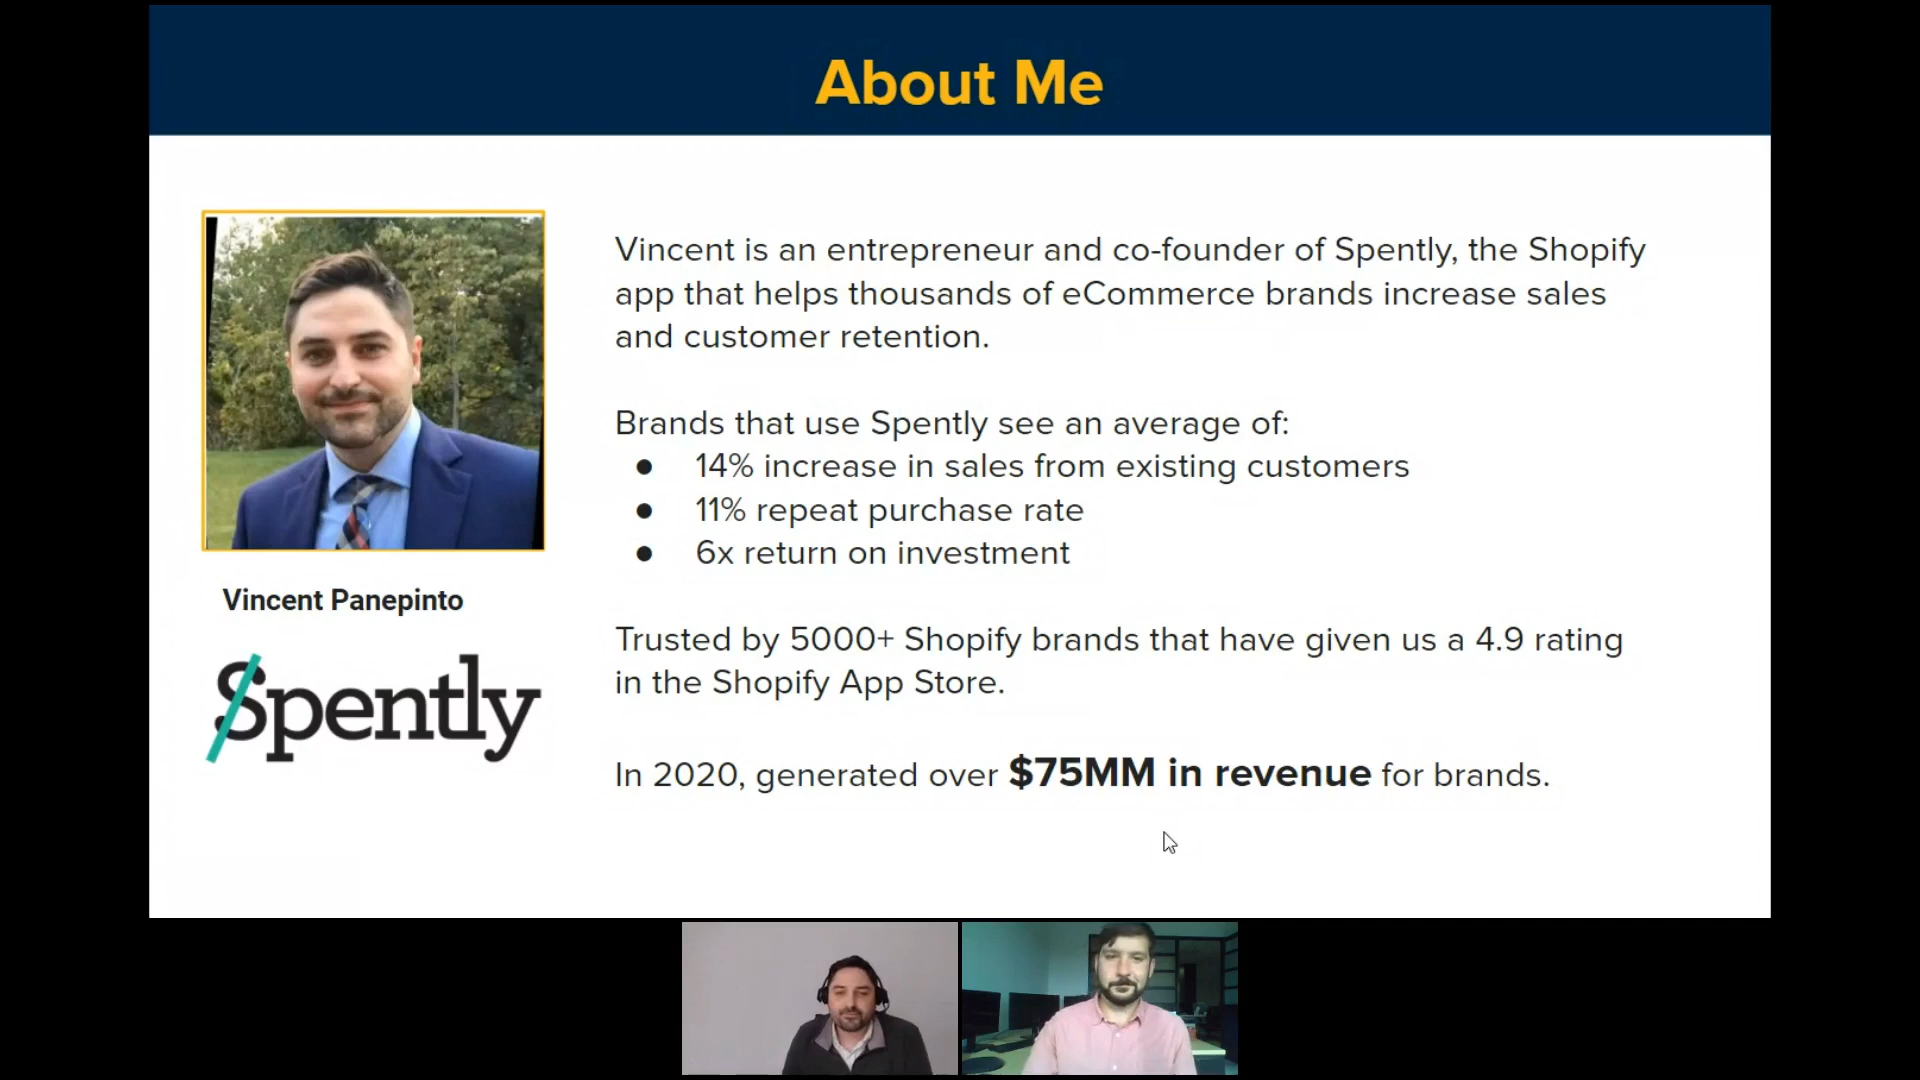 About Me
Vincent is an entrepreneur and co-founder of Spently, the Shopify
app that helps thousands of eCommerce brands increase sales
and customer retention.
Brands that use Spently see an average of:
● 14% increase in sales from existing customers
● 11% repeat purchase rate
● 6x return on investment
Trusted by 5000+ Shopify brands that have given us a 4.9 rating
in the Shopify App Store.
In 2020, generated over $75MM in revenue for brands.
Vincent Panepinto
Spently